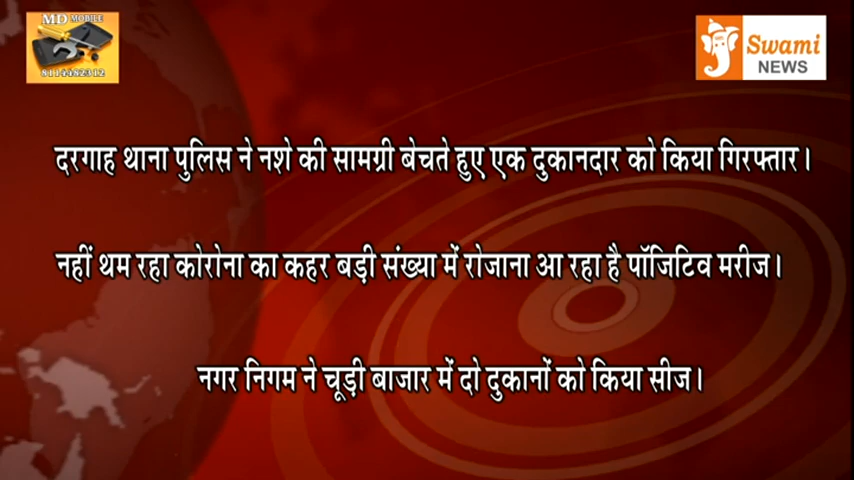 MD MOBILE
8114482312
Swami
NEWS
दरगाह थाना पुलिस ने नशे की सामग्री बेचते हुए एक दुकानदार को किया गिरफ्तार।
नहीं थम रहा कोरोना का कहर बड़ी संख्या में रोजाना आ रहा है पॉजिटिव मरीज।
नगर निगम ने चूड़ी बाजार में दो दुकानों को किया सीज।